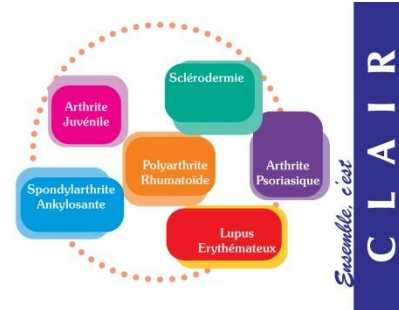 Sclérodermie
Arthrite
Juvénile
Polyarthrite
Rhumatoïde
Arthrite
Psoriasique
Spondylarthrite
Ankylosante
Lupus
Erythémateux
Ensemble, c'est
CLAIR